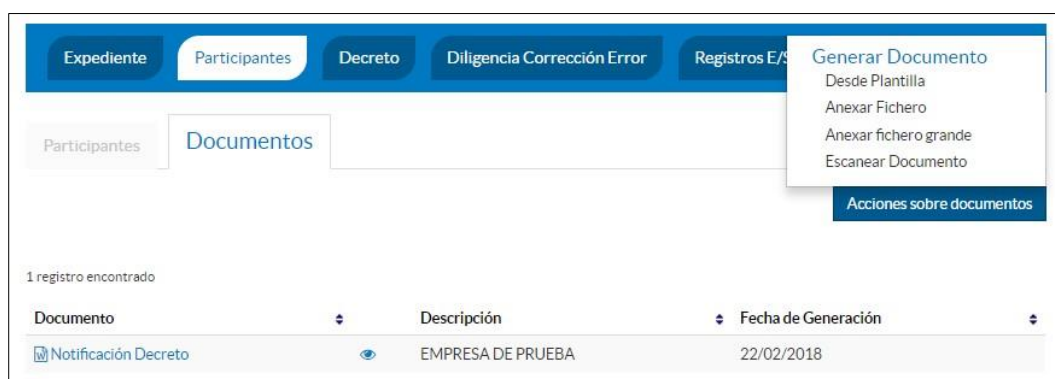 Expediente Participantes Decreto Diligencia Corrección Error Registros E/S
Generar Documento
Desde Plantilla
Anexar Fichero
Anexar fichero grande
Escanear Documento
Participantes Documentos
Acciones sobre documentos
1 registro encontrado
Documento Descripción Fecha de Generación
Notificación Decreto EMPRESA DE PRUEBA 22/02/2018